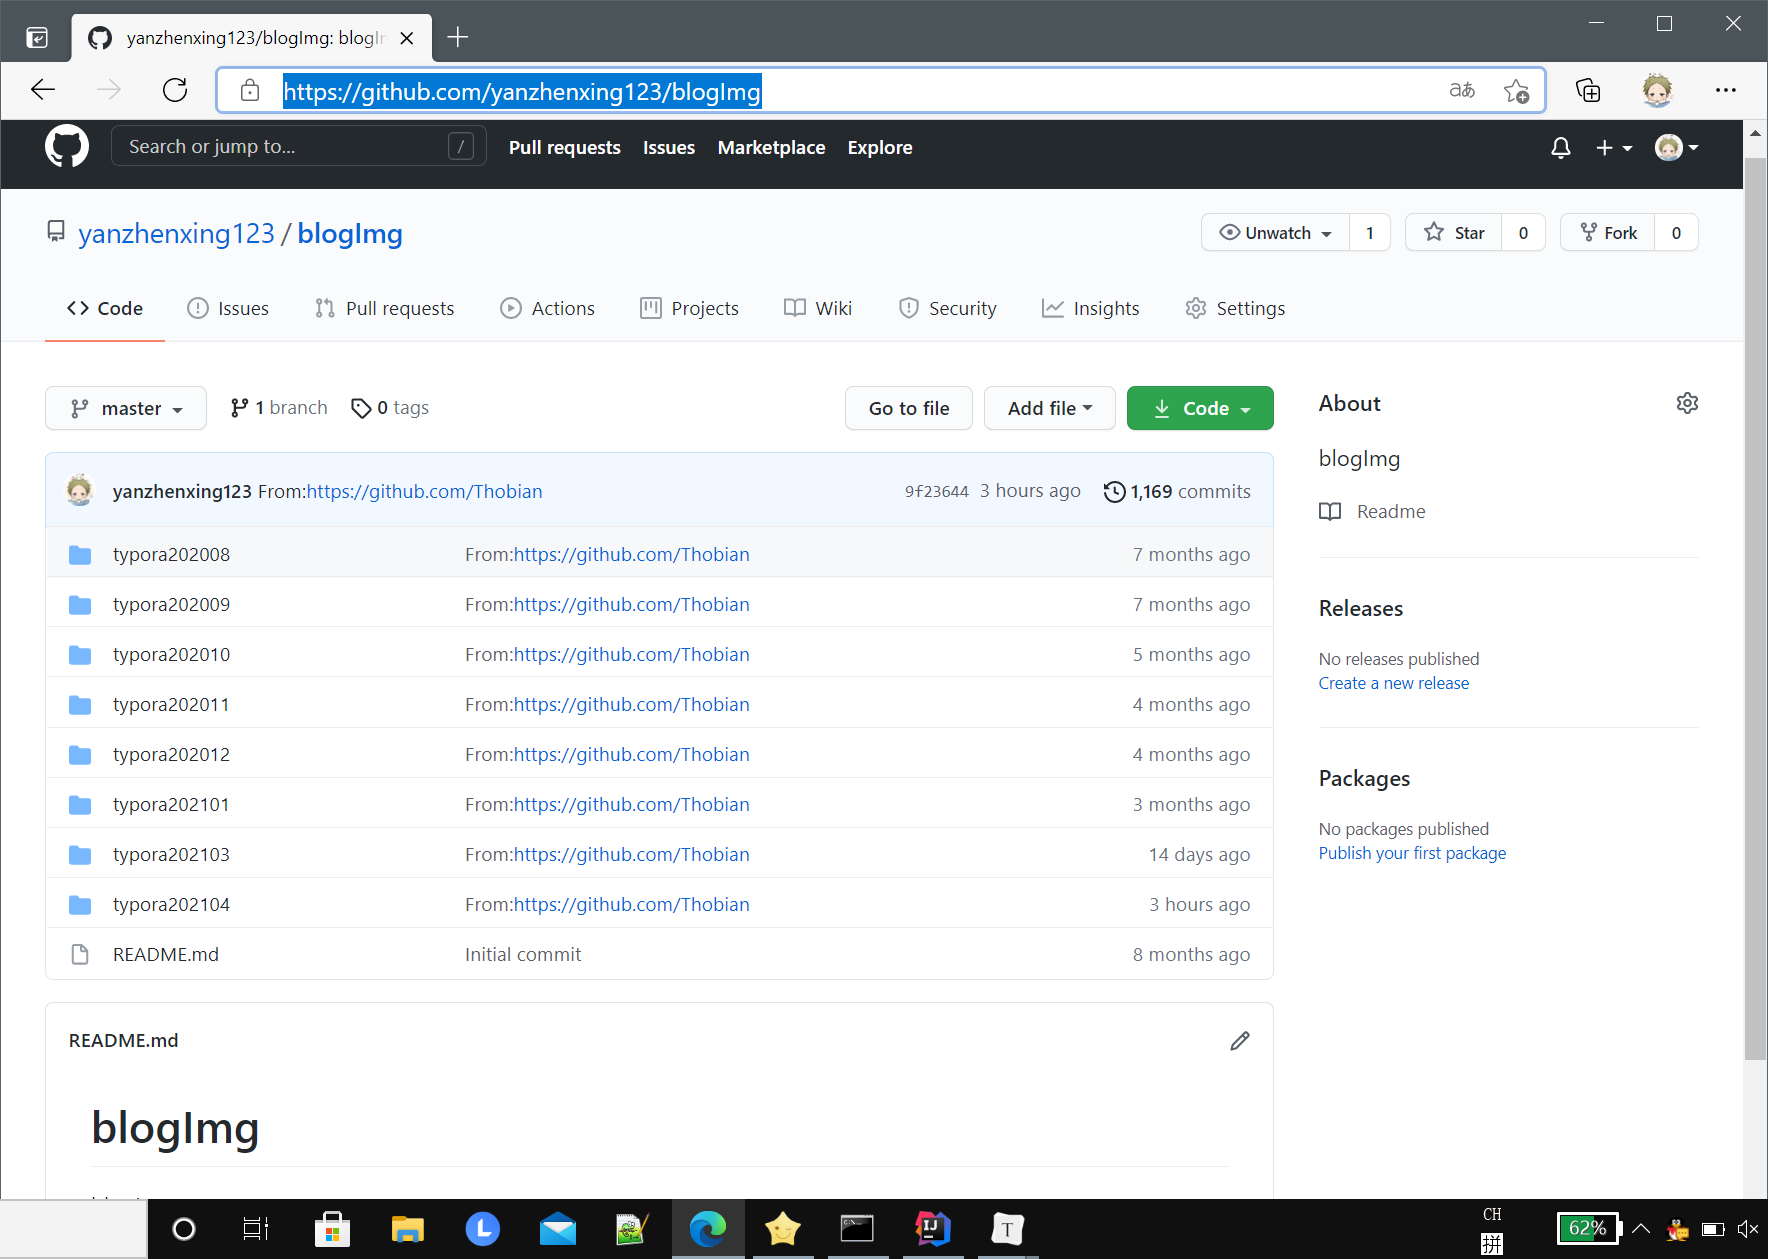 yanzhenxing123/blogImg: blogIm
https://github.com/yanzhenxing123/blogImg
aあ
Search or jump to... /
Pull requests Issues Marketplace Explore
yanzhenxing123 / blogImg
Unwatch 1 Star 0 Fork 0
Code Issues Pull requests Actions Projects Wiki Security Insights Settings
master 1 branch 0 tags Go to file Add file Code
yanzhenxing123 From:https://github.com/Thobian 9f23644 3 hours ago 1,169 commits
typora202008 From:https://github.com/Thobian 7 months ago
typora202009 From:https://github.com/Thobian 7 months ago
typora202010 From:https://github.com/Thobian 5 months ago
typora202011 From:https://github.com/Thobian 4 months ago
typora202012 From:https://github.com/Thobian 4 months ago
typora202101 From:https://github.com/Thobian 3 months ago
typora202103 From:https://github.com/Thobian 14 days ago
typora202104 From:https://github.com/Thobian 3 hours ago
README.md Initial commit 8 months ago
About
blogImg
Readme
Releases
No releases published
Create a new release
Packages
No packages published
Publish your first package
README.md
blogImg
L
IJ
T
CH
拼
62%